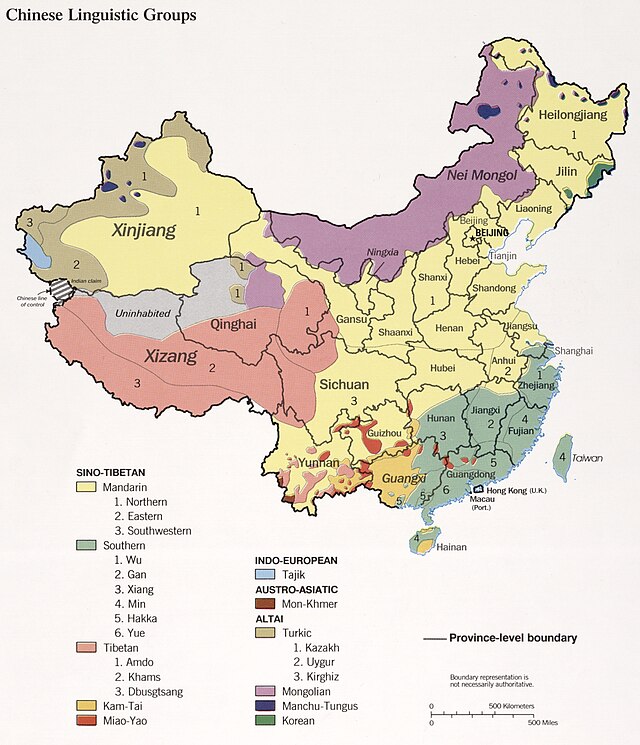 Chinese Linguistic Groups
Heilongjiang
1
Jilin
Nei Mongol
Liaoning
Beijing
BEIJING
Tianjin
Hebei
Ningxia
Shanxi
1
Shandong
1
3
Xinjiang
1
2
Indian claim
Chinese line
of control
Uninhabited
1
1
Qinghai
1
Gansu
Shaanxi
Henan
Jiangsu
Shanghai
Anhui
2
Xizang
2
3
Sichuan
3
Hubei
1
Zhejiang
Hunan
3
Jiangxi
2
4
Fujian
Guizhou
Yunnan
Guangxi
5
5
6
5
Guangdong
4
Taiwan
Hong Kong (U.K.)
Macau
(Port.)
4
Hainan
SINO-TIBETAN
Mandarin
1. Northern
2. Eastern
3. Southwestern
Southern
1. Wu
2. Gan
3. Xiang
4. Min
5. Hakka
6. Yue
Tibetan
1. Amdo
2. Khams
3. Dbusgtsang
Kam-Tai
Miao-Yao
INDO-EUROPEAN
Tajik
AUSTRO-ASIATIC
Mon-Khmer
ALTAI
Turkic
1. Kazakh
2. Uygur
3. Kirghiz
Mongolian
Manchu-Tungus
Korean
Province-level boundary
Boundary representation is
not necessarily authoritative.
0 500 Kilometers
0 500 Miles